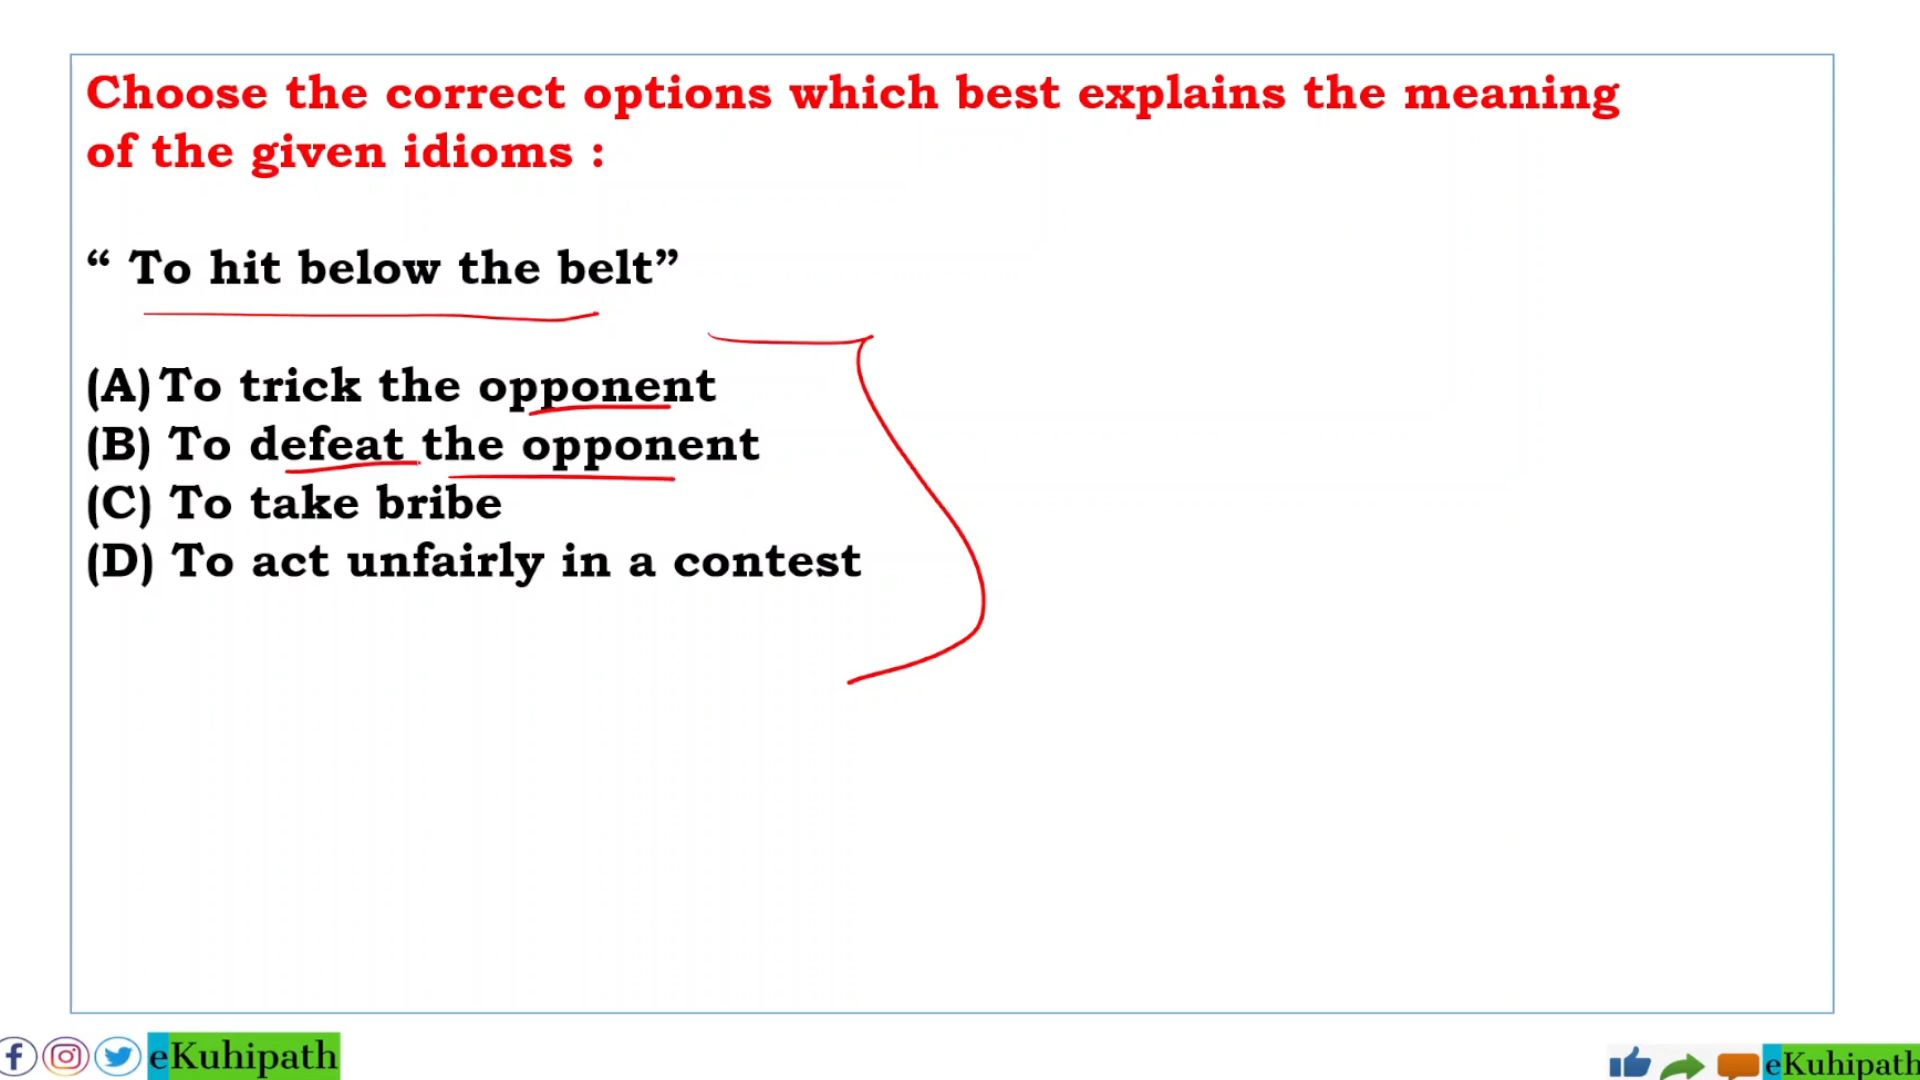 Choose the correct options which best explains the meaning
of the given idioms :
“ To hit below the belt”
(A) To trick the opponent
(B) To defeat the opponent
(C) To take bribe
(D) To act unfairly in a contest
eKuhipath
eKuhipath